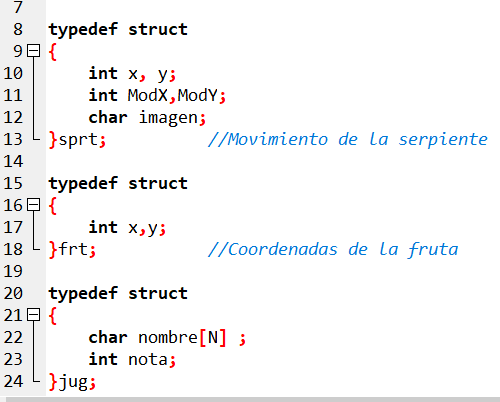 7
8 typedef struct
9 {
10 int x, y;
11 int ModX,ModY;
12 char imagen;
13 }sprt; //Movimiento de la serpiente
14
15 typedef struct
16 {
17 int x,y;
18 }frt; //Coordenadas de la fruta
19
20 typedef struct
21 {
22 char nombre[N] ;
23 int nota;
24 }jug;